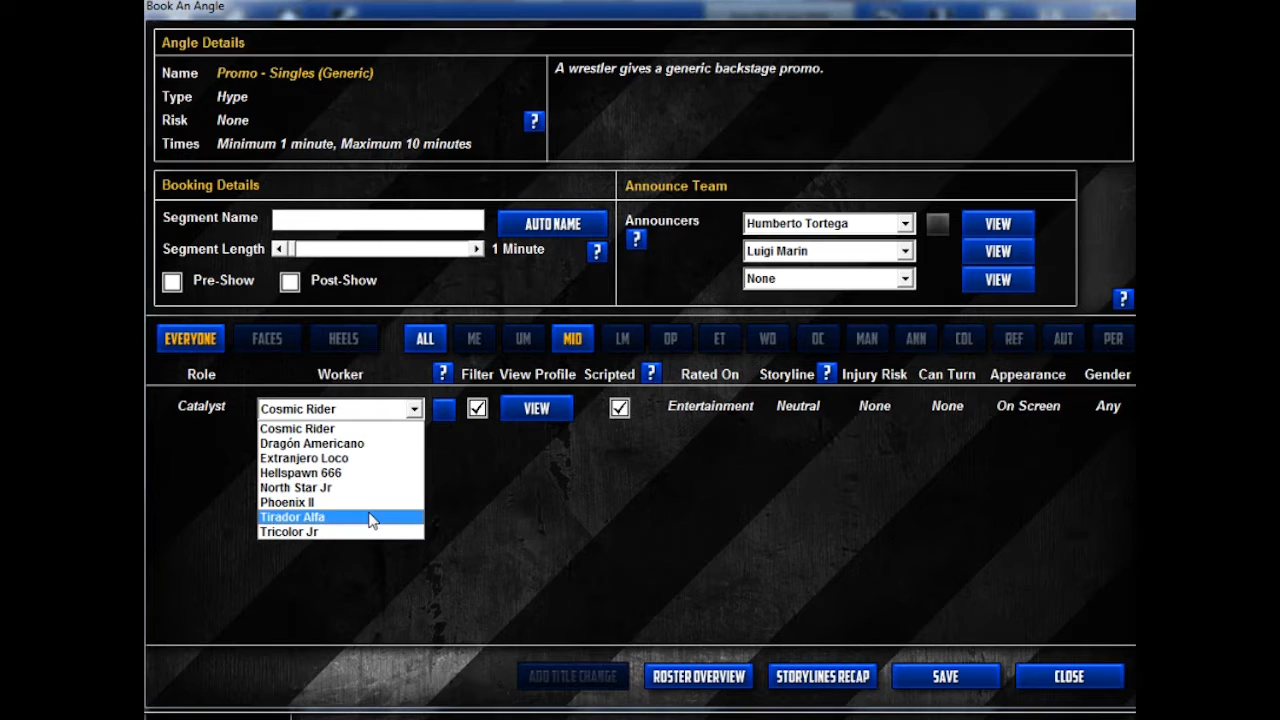 Book An Angle
Angle Details
Name Promo - Singles (Generic)
Type Hype
Risk None
Times Minimum 1 minute, Maximum 10 minutes
?
A wrestler gives a generic backstage promo.
Booking Details
Segment Name AUTO NAME
Segment Length 1 Minute ?
Pre-Show Post-Show
Announce Team
Announcers Humberto Tortega VIEW
? Luigi Marin VIEW
None VIEW
?
EVERYONE FACES HEELS ALL ME UM MID LM OP ET WO OC MAN ANN COL REF AUT PER
Role Worker ? Filter View Profile Scripted ? Rated On Storyline ? Injury Risk Can Turn Appearance Gender
Catalyst Cosmic Rider VIEW Entertainment Neutral None None On Screen Any
Cosmic Rider
Dragón Americano
Extranjero Loco
Hellspawn 666
North Star Jr
Phoenix II
Tirador Alfa
Tricolor Jr
ADD TITLE CHANGE ROSTER OVERVIEW STORYLINES RECAP SAVE CLOSE